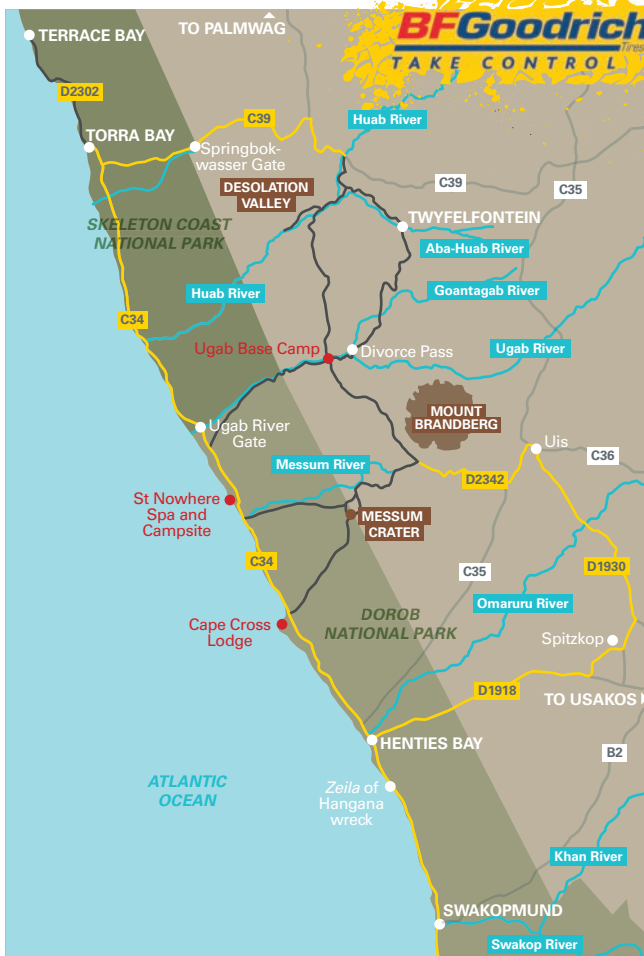 TO PALMWAG
BFGoodrich
Tires
TAKE CONTROL
TERRACE BAY
D2302
C39
Huab River
TORRA BAY
Springbok-
wasser Gate
C39
C35
DESOLATION
VALLEY
SKELETON COAST
NATIONAL PARK
TWYFELFONTEIN
Aba-Huab River
Huab River
Goantagab River
C34
Ugab Base Camp
Divorce Pass
Ugab River
MOUNT
BRANDBERG
Ugab River
Gate
Uis
C36
Messum River
D2342
St Nowhere
Spa and
Campsite
MESSUM
CRATER
C34
C35
D1930
Omaruru River
Cape Cross
Lodge
DOROB
NATIONAL PARK
Spitzkop
D1918
TO USAKOS
HENTIES BAY
B2
ATLANTIC
OCEAN
Zeila of
Hangana
wreck
Khan River
SWAKOPMUND
Swakop River